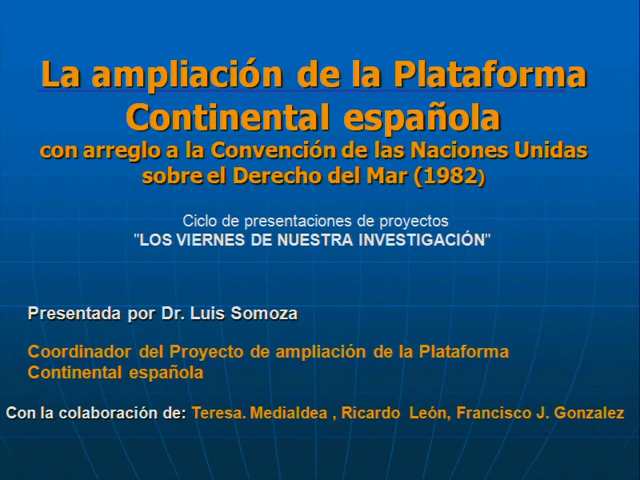 La ampliación de la Plataforma
Continental española
con arreglo a la Convención de las Naciones Unidas
sobre el Derecho del Mar (1982)
Ciclo de presentaciones de proyectos
"LOS VIERNES DE NUESTRA INVESTIGACIÓN"
Presentada por Dr. Luis Somoza
Coordinador del Proyecto de ampliación de la Plataforma
Continental española
Con la colaboración de: Teresa. Medialdea , Ricardo León, Francisco J. Gonzalez